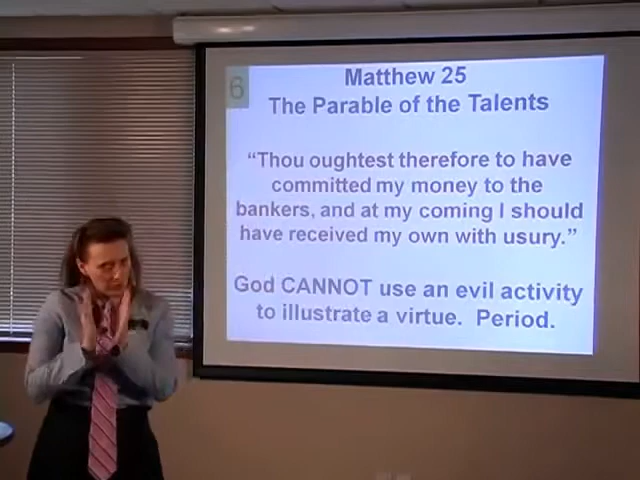 6
Matthew 25
The Parable of the Talents
“Thou oughtest therefore to have
committed my money to the
bankers, and at my coming I should
have received my own with usury.”
God CANNOT use an evil activity
to illustrate a virtue. Period.